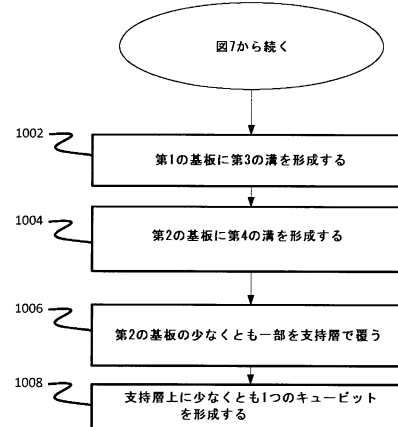 図7から続く
1002
第1の基板に第3の溝を形成する
1004
第2の基板に第4の溝を形成する
1006
第2の基板の少なくとも一部を支持層で覆う
1008
支持層上に少なくとも1つのキュービット
を形成する